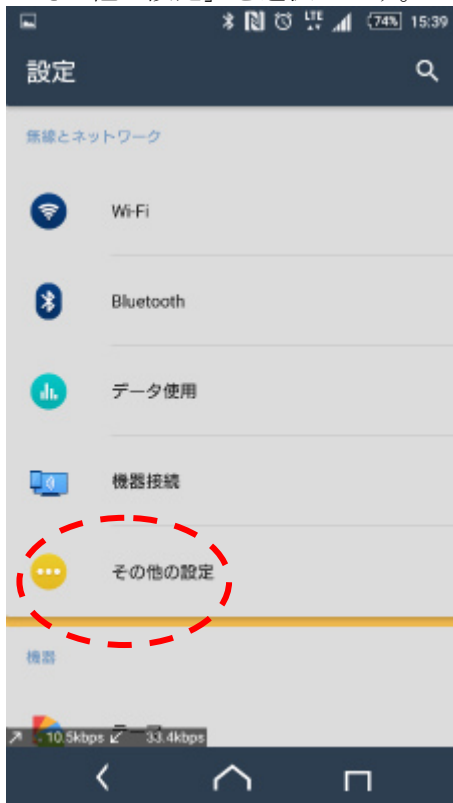 LTE 74% 15:39
設定
無線とネットワーク
Wi-Fi
Bluetooth
データ使用
機器接続
その他の設定
機器
10.5kbps 33.4kbps